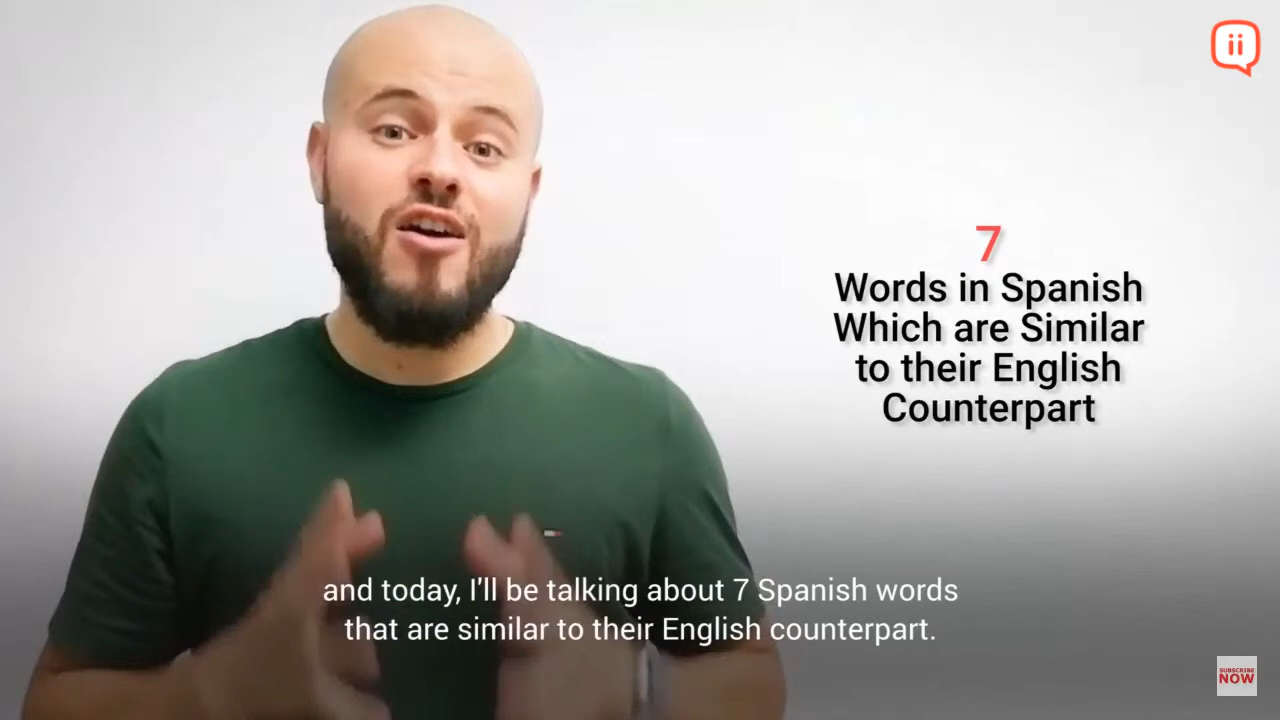 ii
7
Words in Spanish
Which are Similar
to their English
Counterpart
and today, I'll be talking about 7 Spanish words
that are similar to their English counterpart.
SUBSCRIBE
NOW